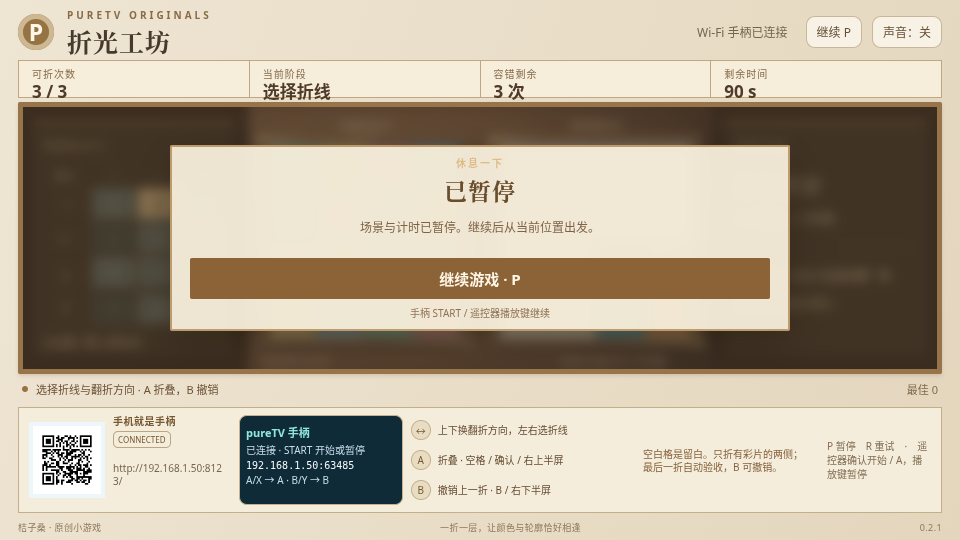 P
PURETV ORIGINALS
折光工坊
Wi-Fi 手柄已连接
继续 P
声音：关
可折次数
3 / 3
当前阶段
选择折线
容错剩余
3 次
剩余时间
90 s
休息一下
已暂停
场景与计时已暂停。继续后从当前位置出发。
继续游戏 · P
手柄 START / 遥控器播放键继续
选择折线与翻折方向 · A 折叠，B 撤销
最佳 0
手机就是手柄
CONNECTED
http://192.168.1.50:812
3/
pureTV 手柄
已连接 · START 开始或暂停
192.168.1.50:63485
A/X → A · B/Y → B
↔ 上下换翻折方向，左右选折线
A 折叠 · 空格 / 确认 / 右上半屏
B 撤销上一折 · B / 右下半屏
空白格是留白。只折有彩片的两侧；
最后一折自动验收，B 可撤销。
P 暂停 R 重试 · 遥
控器确认开始 / A，播
放键暂停
桔子桑 · 原创小游戏
一折一层，让颜色与轮廓恰好相逢
0.2.1